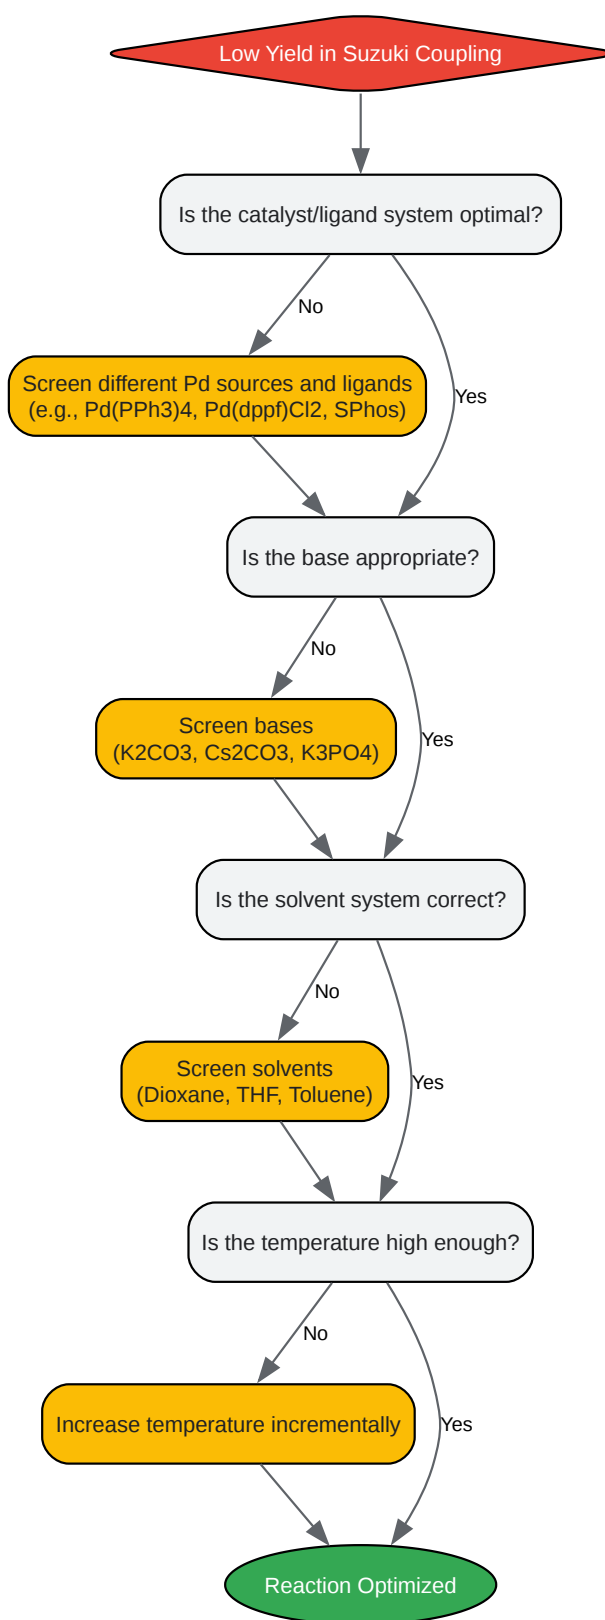 Low Yield in Suzuki Coupling
Is the catalyst/ligand system optimal?
No
Screen different Pd sources and ligands
(e.g., Pd(PPh3)4, Pd(dppf)Cl2, SPhos)
Yes
Is the base appropriate?
No
Screen bases
(K2CO3, Cs2CO3, K3PO4)
Yes
Is the solvent system correct?
No
Screen solvents
(Dioxane, THF, Toluene)
Yes
Is the temperature high enough?
No
Increase temperature incrementally
Yes
Reaction Optimized